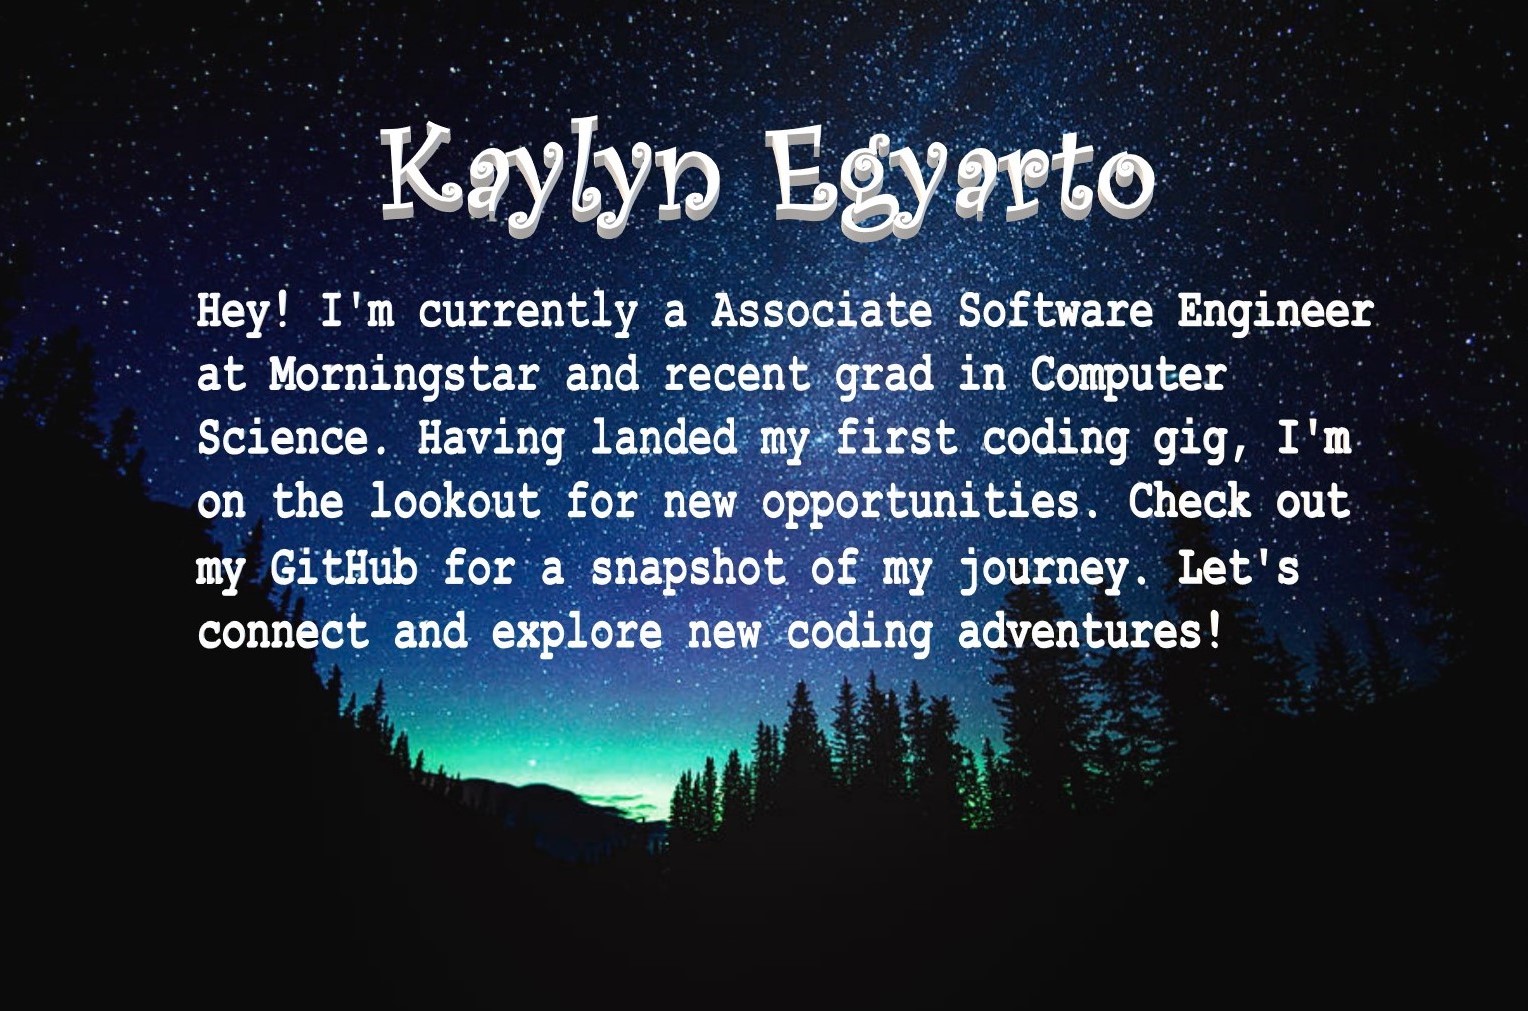 Kaylyn Egyarto
Hey! I'm currently a Associate Software Engineer
at Morningstar and recent grad in Computer
Science. Having landed my first coding gig, I'm
on the lookout for new opportunities. Check out
my GitHub for a snapshot of my journey. Let's
connect and explore new coding adventures!